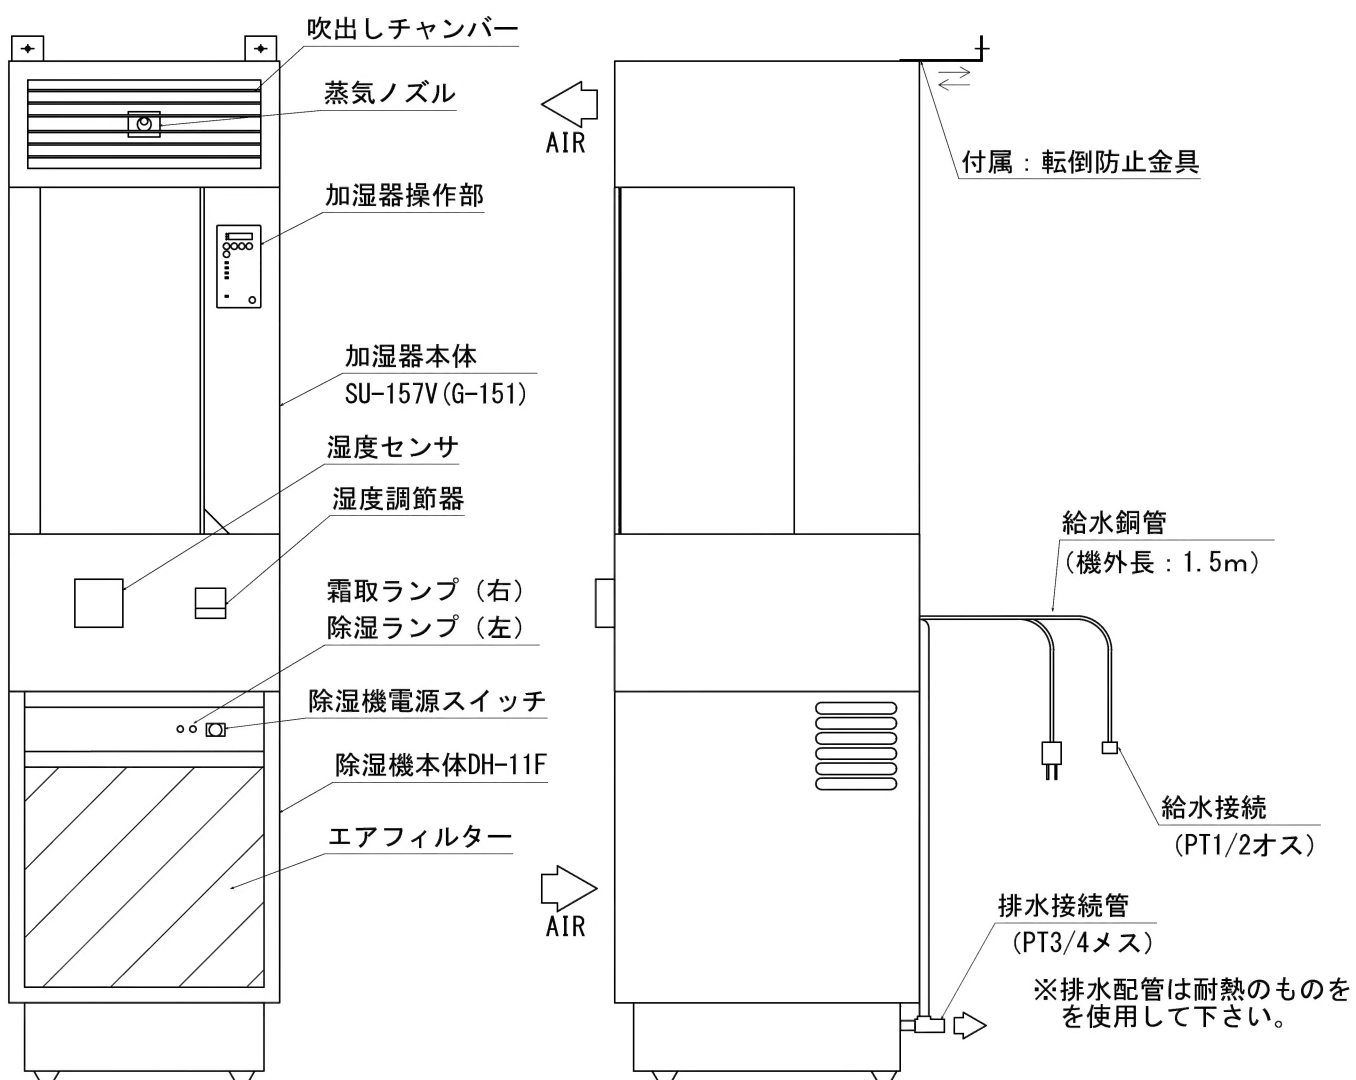 吹出しチャンバー
蒸気ノズル
AIR
付属：転倒防止金具
加湿器操作部
加湿器本体
SU-157V(G-151)
湿度センサ
湿度調節器
給水銅管
(機外長：1.5m)
霜取ランプ（右）
除湿ランプ（左）
除湿機電源スイッチ
除湿機本体DH-11F
給水接続
(PT1/2オス)
エアフィルター
AIR
排水接続管
(PT3/4メス)
※排水配管は耐熱のものを
を使用して下さい。